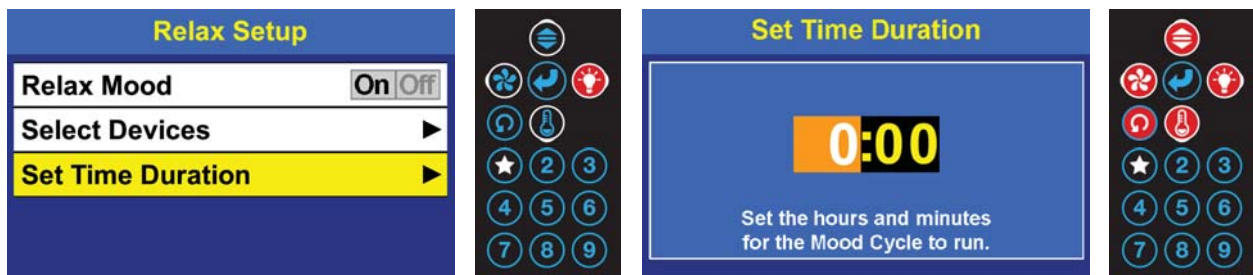 Relax Setup
Relax Mood On Off
Select Devices
Set Time Duration
2 3
4 5 6
7 8 9
Set Time Duration
0:00
Set the hours and minutes
for the Mood Cycle to run.
2 3
4 5 6
7 8 9